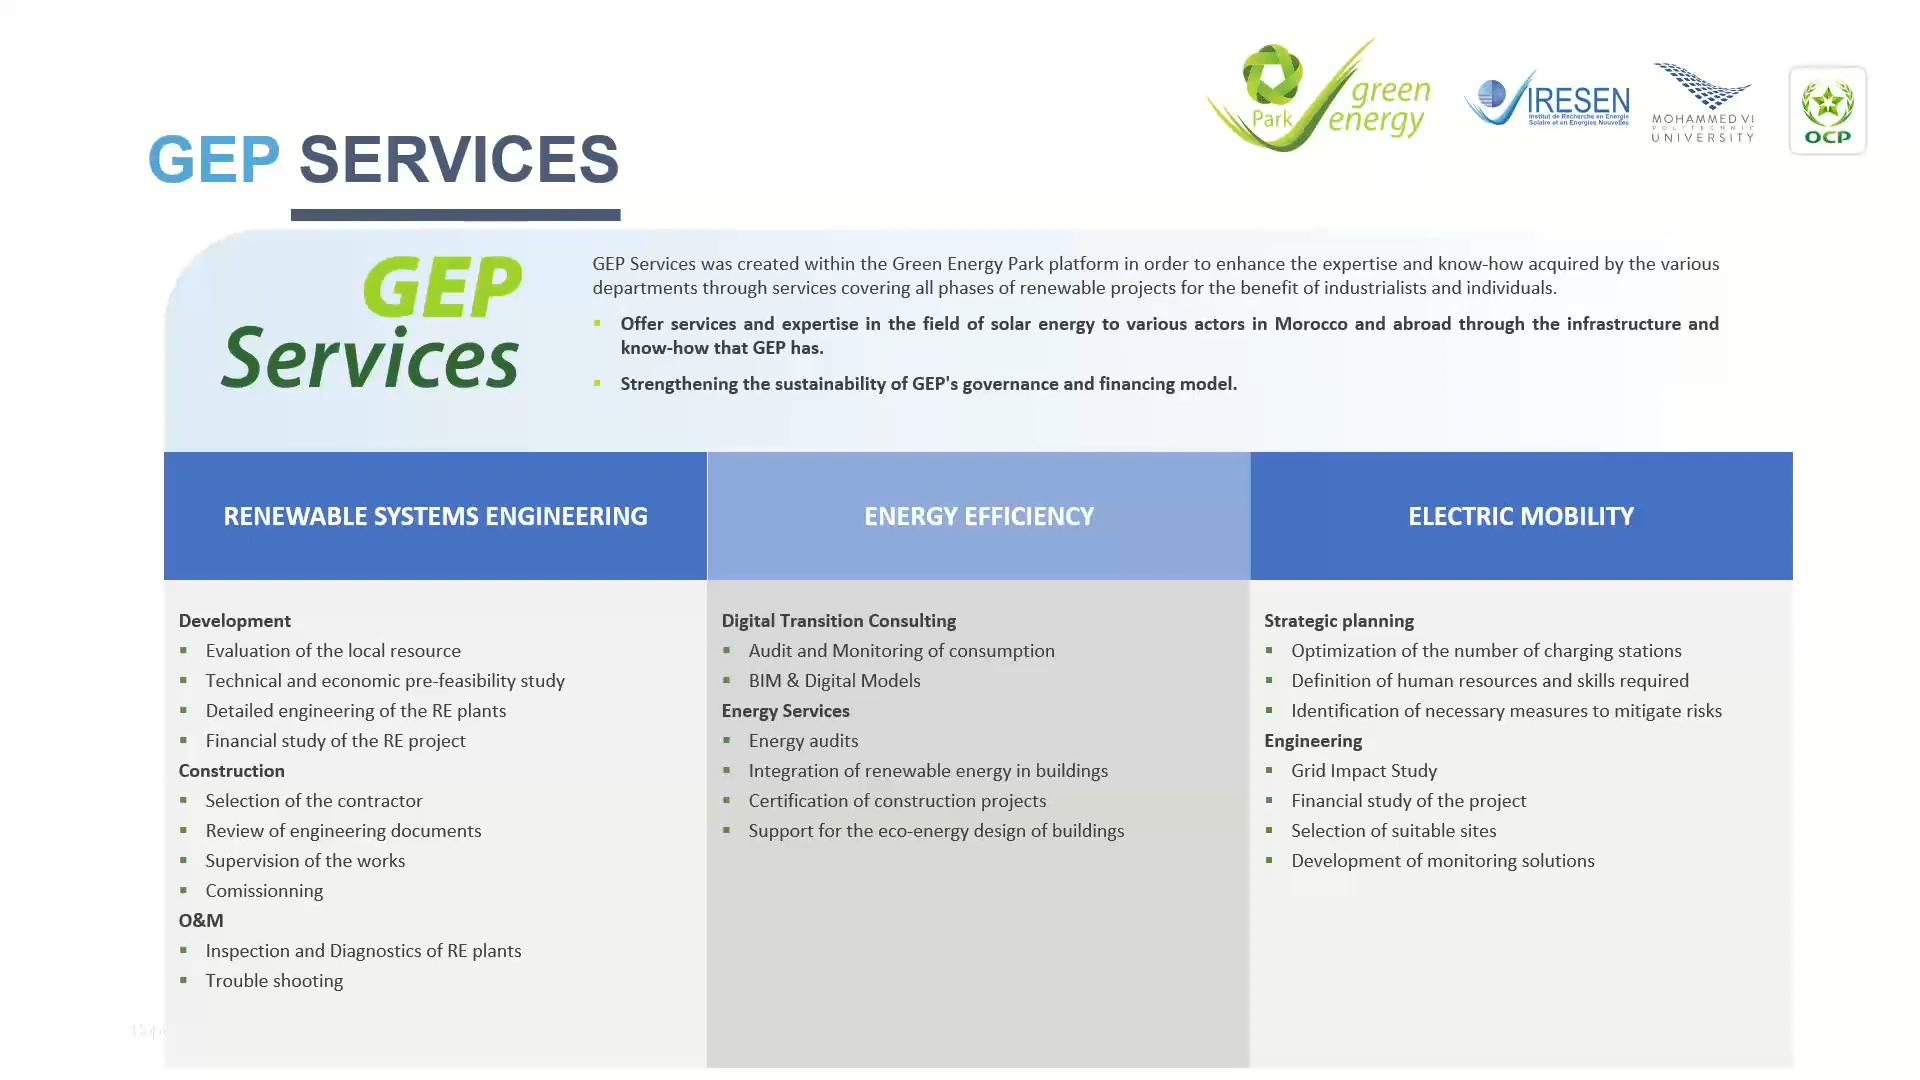 green
Park energy
IRESEN
Institut de Recherche en Energie
Solaire et en Energies Nouvelles
MOHAMMED VI
POLYTECHNIC
UNIVERSITY
OCP
GEP SERVICES
GEP
Services
GEP Services was created within the Green Energy Park platform in order to enhance the expertise and know-how acquired by the various
departments through services covering all phases of renewable projects for the benefit of industrialists and individuals.
▪ Offer services and expertise in the field of solar energy to various actors in Morocco and abroad through the infrastructure and
know-how that GEP has.
▪ Strengthening the sustainability of GEP's governance and financing model.
RENEWABLE SYSTEMS ENGINEERING
Development
▪ Evaluation of the local resource
▪ Technical and economic pre-feasibility study
▪ Detailed engineering of the RE plants
▪ Financial study of the RE project
Construction
▪ Selection of the contractor
▪ Review of engineering documents
▪ Supervision of the works
▪ Comissionning
O&M
▪ Inspection and Diagnostics of RE plants
▪ Trouble shooting
ENERGY EFFICIENCY
Digital Transition Consulting
▪ Audit and Monitoring of consumption
▪ BIM & Digital Models
Energy Services
▪ Energy audits
▪ Integration of renewable energy in buildings
▪ Certification of construction projects
▪ Support for the eco-energy design of buildings
ELECTRIC MOBILITY
Strategic planning
▪ Optimization of the number of charging stations
▪ Definition of human resources and skills required
▪ Identification of necessary measures to mitigate risks
Engineering
▪ Grid Impact Study
▪ Financial study of the project
▪ Selection of suitable sites
▪ Development of monitoring solutions